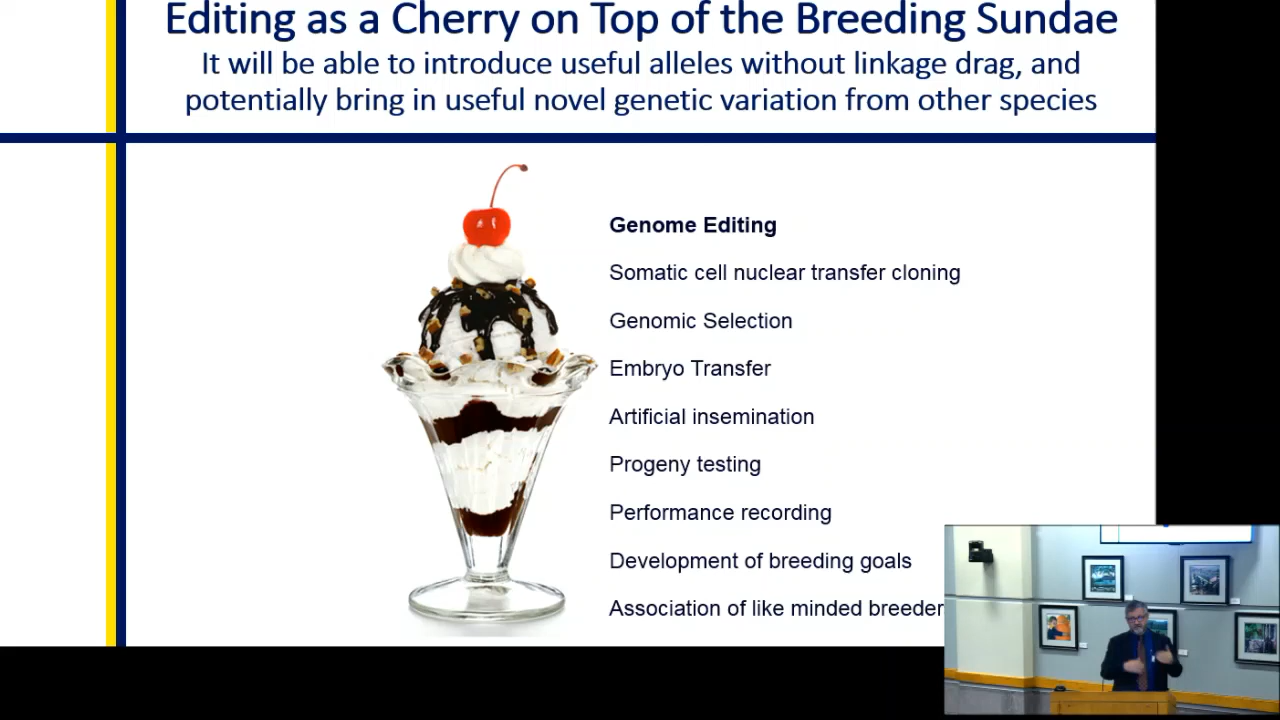 Editing as a Cherry on Top of the Breeding Sundae
It will be able to introduce useful alleles without linkage drag, and
potentially bring in useful novel genetic variation from other species
Genome Editing
Somatic cell nuclear transfer cloning
Genomic Selection
Embryo Transfer
Artificial insemination
Progeny testing
Performance recording
Development of breeding goals
Association of like minded breeder